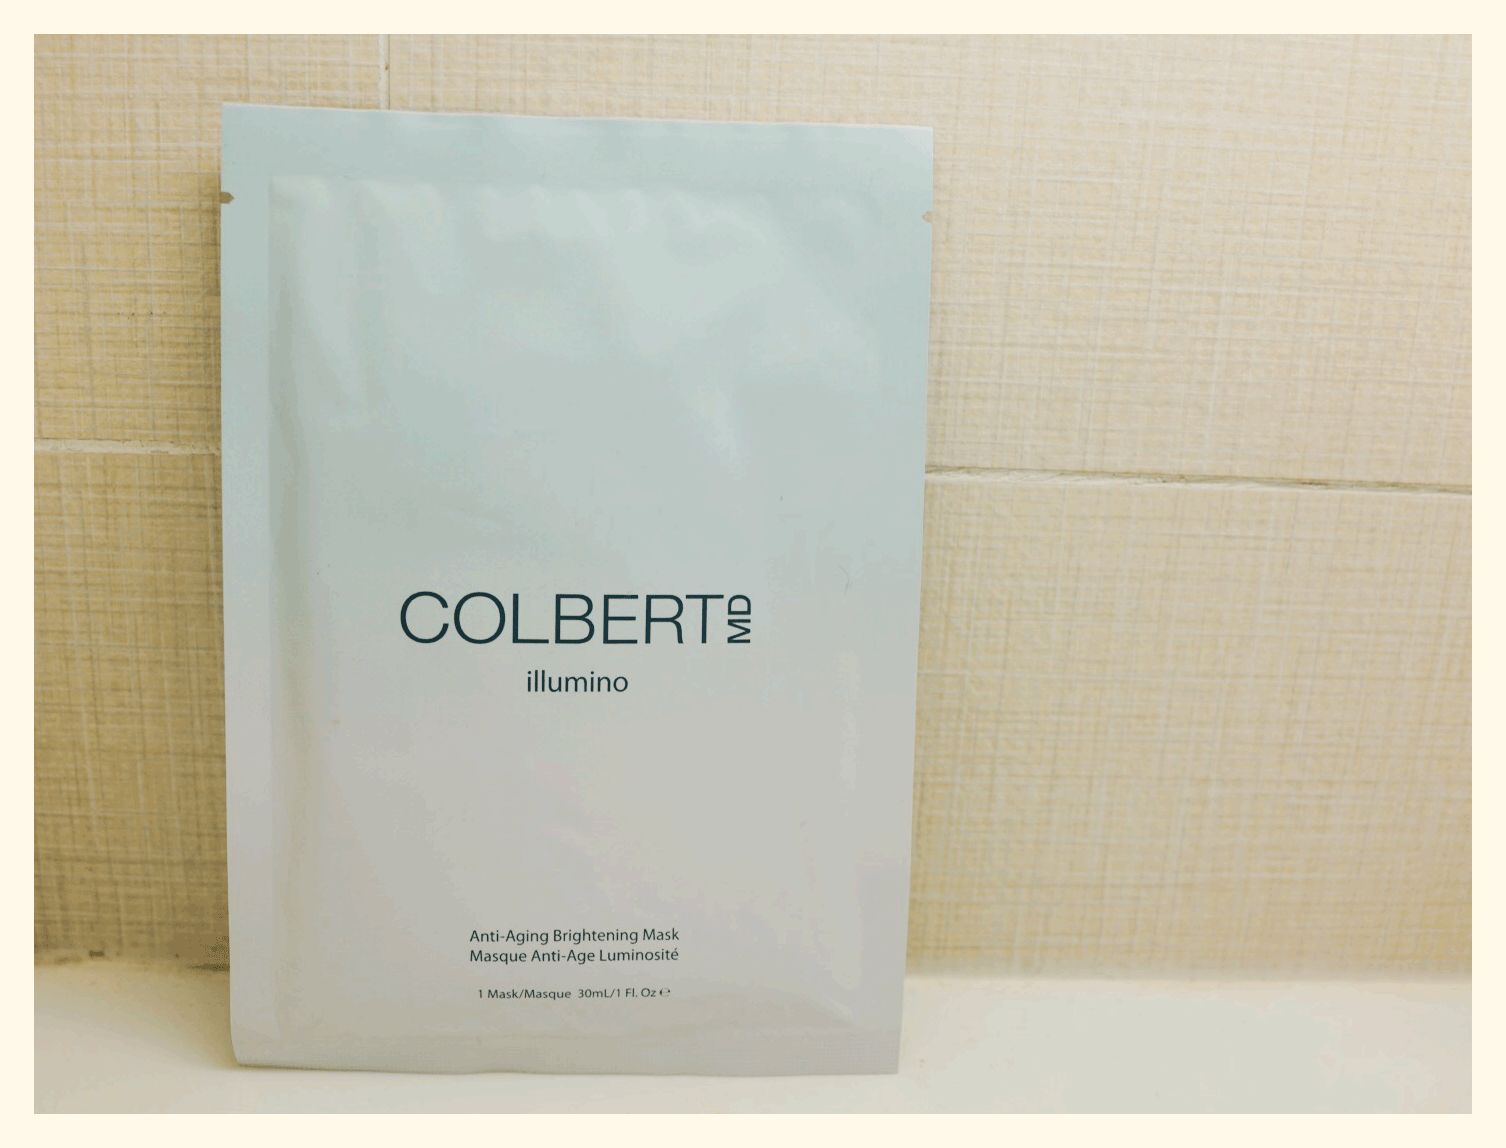 COLBERT MD
illumino
Anti-Aging Brightening Mask
Masque Anti-Age Luminosité
1 Mask/Masque 30mL/1 Fl. Oz ℮